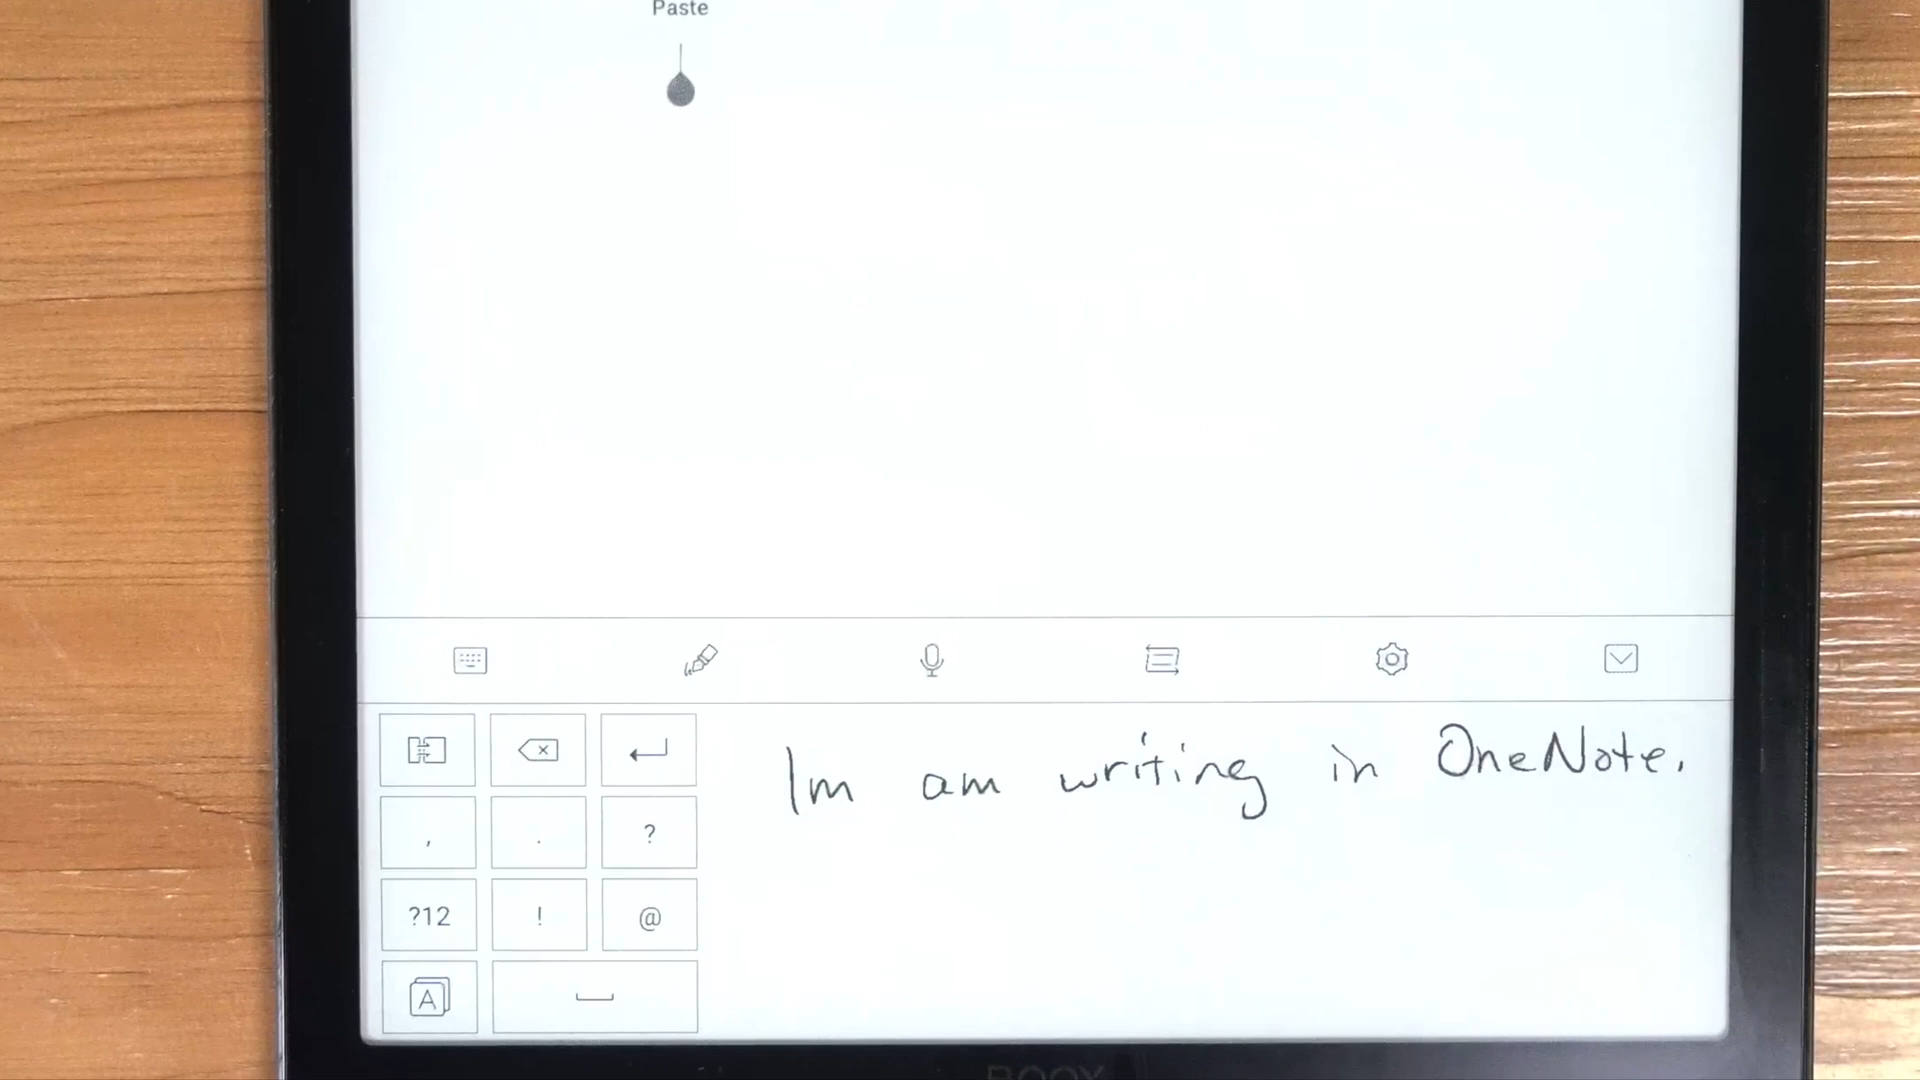 Paste
Im am writing in OneNote.
, . ?
?12 ! @
A
BOOX